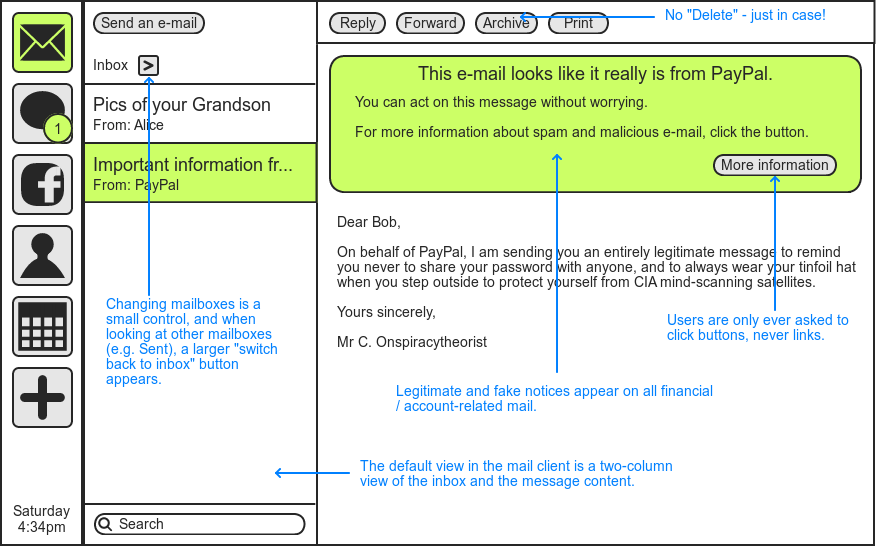 Send an e-mail
Reply
Forward
Archive
Print
No "Delete" - just in case!
Inbox
>
Pics of your Grandson
From: Alice
Important information fr...
From: PayPal
This e-mail looks like it really is from PayPal.
You can act on this message without worrying.
For more information about spam and malicious e-mail, click the button.
More information
1
f
Dear Bob,
On behalf of PayPal, I am sending you an entirely legitimate message to remind
you never to share your password with anyone, and to always wear your tinfoil hat
when you step outside to protect yourself from CIA mind-scanning satellites.
Yours sincerely,
Mr C. Onspiracytheorist
Changing mailboxes is a
small control, and when
looking at other mailboxes
(e.g. Sent), a larger "switch
back to inbox" button
appears.
Users are only ever asked to
click buttons, never links.
Legitimate and fake notices appear on all financial
/ account-related mail.
The default view in the mail client is a two-column
view of the inbox and the message content.
Saturday
4:34pm
Search